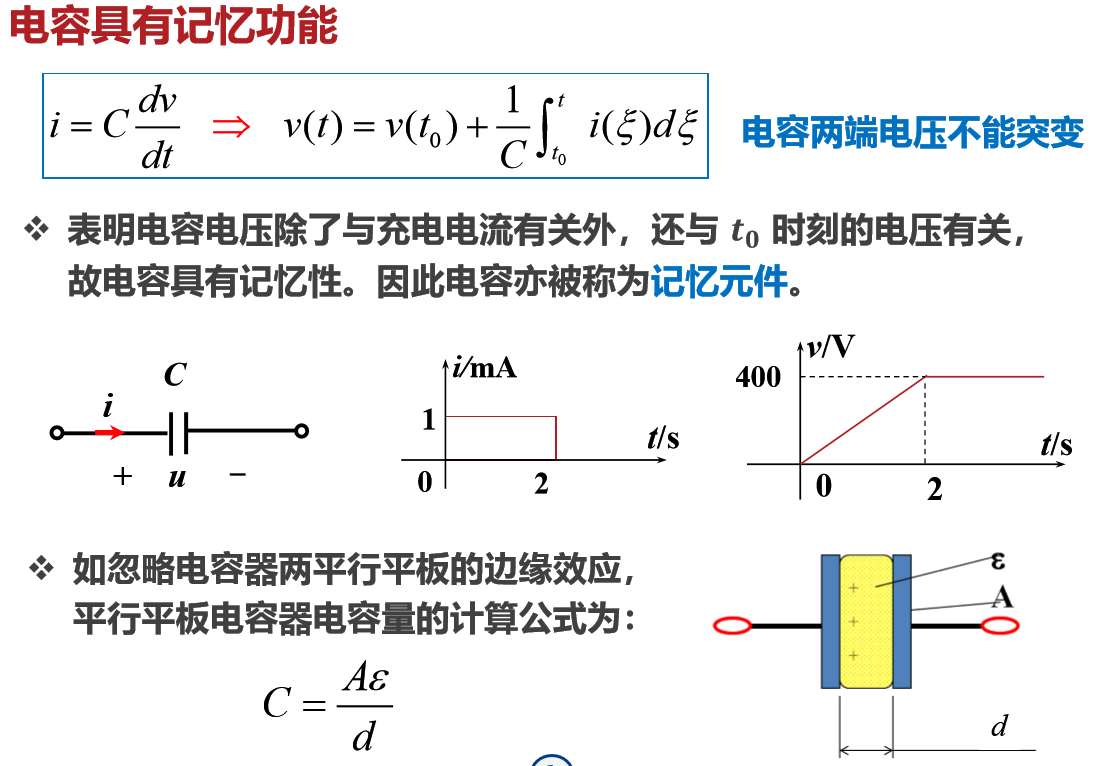 电容具有记忆功能
i = C dv/dt ⇒ v(t) = v(t₀) + 1/C ∫ₜ₀ᵗ i(ξ)dξ
电容两端电压不能突变
❖ 表明电容电压除了与充电电流有关外，还与 t₀ 时刻的电压有关，
故电容具有记忆性。因此电容亦被称为记忆元件。
C
i
+ u −
i/mA
1
t/s
0 2
v/V
400
t/s
0 2
❖ 如忽略电容器两平行平板的边缘效应，
平行平板电容器电容量的计算公式为：
C = Aε/d
ε
A
+
+
+
d